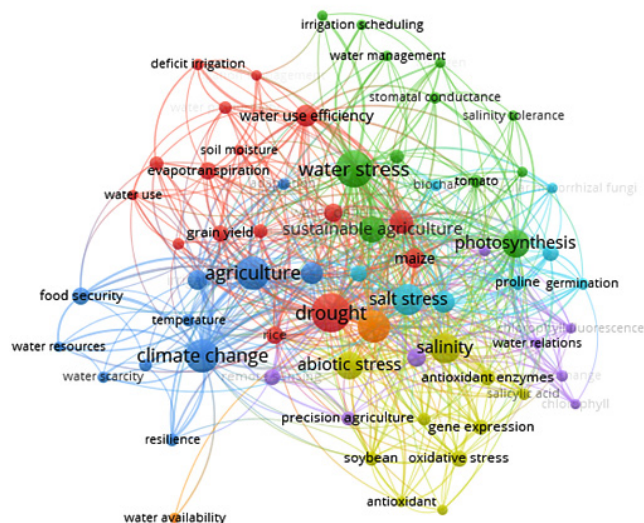 irrigation scheduling
water management
deficit irrigation
stomatal conductance
water use efficiency
salinity tolerance
soil moisture
water stress
evapotranspiration
biochar
tomato
water use
sustainable agriculture
grain yield
photosynthesis
maize
agriculture
proline
germination
food security
salt stress
temperature
drought
rice
water relations
water resources
climate change
salinity
abiotic stress
water scarcity
remote sensing
antioxidant enzymes
salicylic acid
chlorophyll
precision agriculture
gene expression
resilience
soybean
oxidative stress
antioxidant
water availability